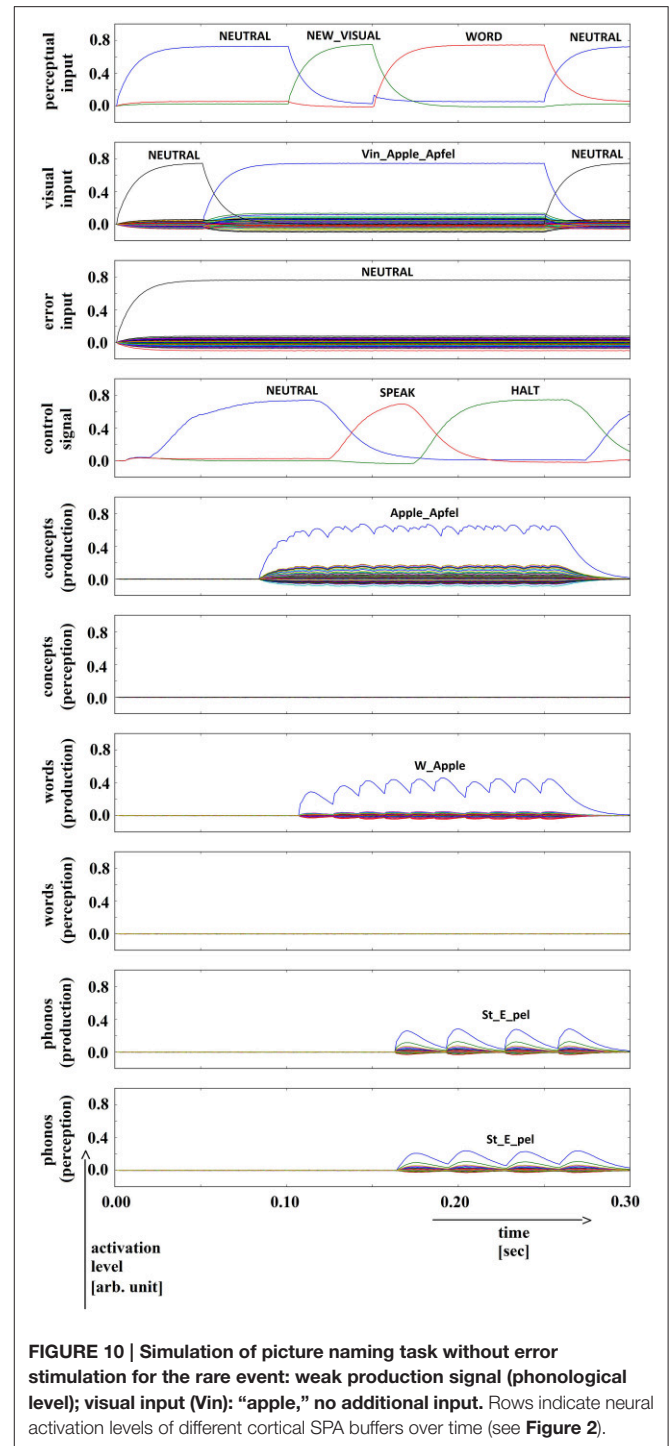 NEUTRAL NEW_VISUAL WORD NEUTRAL
perceptual
input
0.8
0.4
0.0
NEUTRAL Vin_Apple_Apfel NEUTRAL
visual
input
0.8
0.4
0.0
NEUTRAL
error
input
0.8
0.4
0.0
NEUTRAL SPEAK HALT
control
signal
0.8
0.4
0.0
Apple_Apfel
concepts
(production)
0.8
0.4
0.0
concepts
(perception)
0.8
0.4
0.0
W_Apple
words
(production)
0.8
0.4
0.0
words
(perception)
0.8
0.4
0.0
St_E_pel
phonos
(production)
0.8
0.4
0.0
St_E_pel
phonos
(perception)
0.8
0.4
0.0
0.00 0.10 0.20 0.30
time
[sec]
activation
level
[arb. unit]
FIGURE 10 | Simulation of picture naming task without error
stimulation for the rare event: weak production signal (phonological
level); visual input (Vin): “apple,” no additional input. Rows indicate neural
activation levels of different cortical SPA buffers over time (see Figure 2).